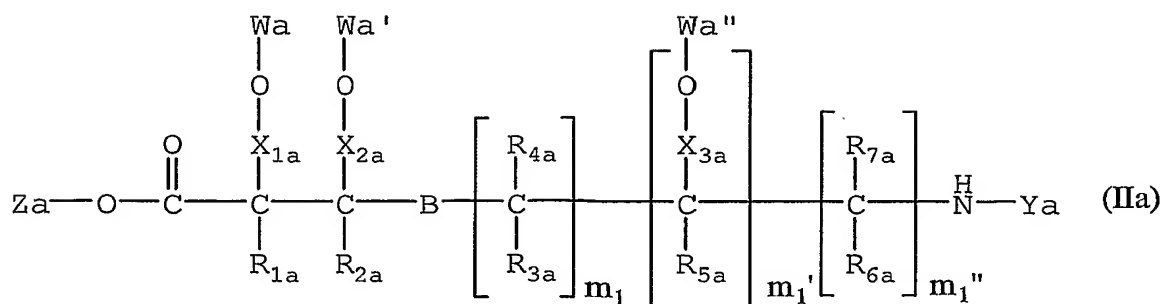 Wa Wa' Wa"
O O O
O X1a X2a R4a X3a R7a H
Za—O—C—C—C—B—C—C—C—N—Ya (IIa)
R1a R2a R3a R5a R6a
m1 m1' m1"